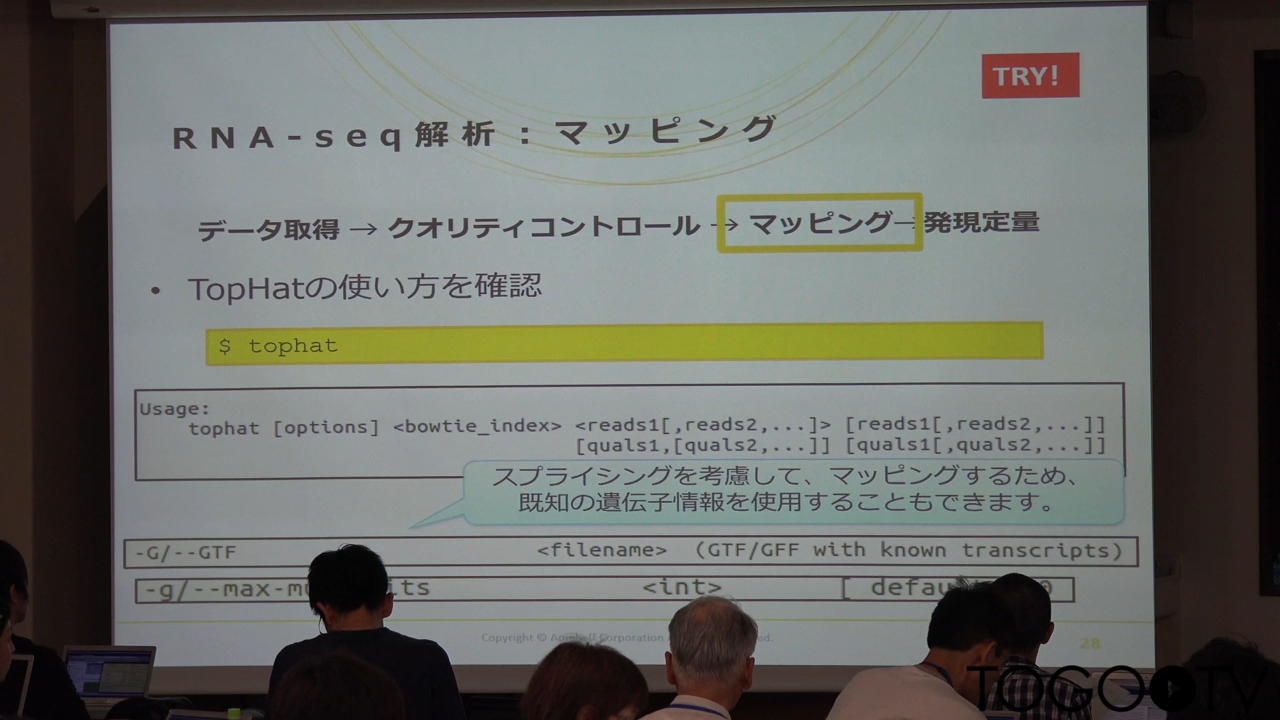 TRY!
RNA-seq解析：マッピング
データ取得 → クオリティコントロール → マッピング→発現定量
• TopHatの使い方を確認
$ tophat
Usage:
tophat [options] <bowtie_index> <reads1[,reads2,...]> [reads1[,reads2,...]]
[quals1,[quals2,...]] [quals1[,quals2,...]]
スプライシングを考慮して、マッピングするため、
既知の遺伝子情報を使用することもできます。
-G/--GTF <filename> (GTF/GFF with known transcripts)
-g/--max- <int> [
Copyright © Corporation
28
TOGOTV